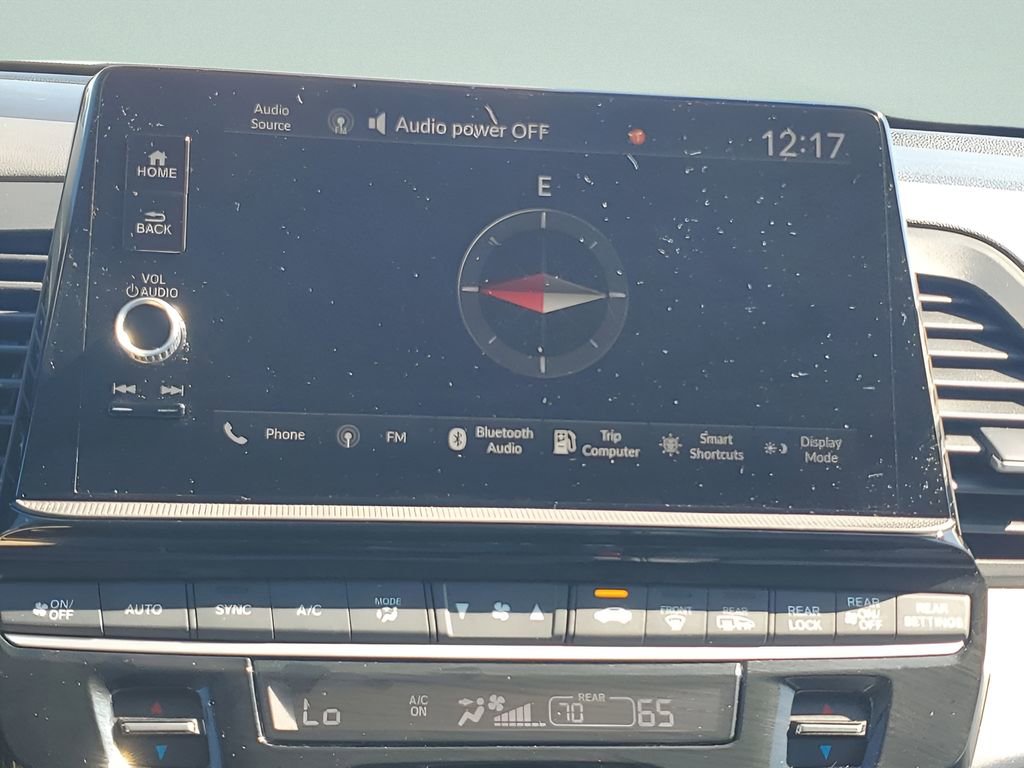 Audio
Source
Audio power OFF
12:17
HOME
BACK
E
VOL
AUDIO
Phone
FM
Bluetooth
Audio
Trip
Computer
Smart
Shortcuts
Display
Mode
ON/
OFF
AUTO
SYNC
A/C
MODE
FRONT
REAR
REAR
LOCK
REAR
ON/
OFF
REAR
SETTINGS
Lo
A/C
ON
REAR
70
65